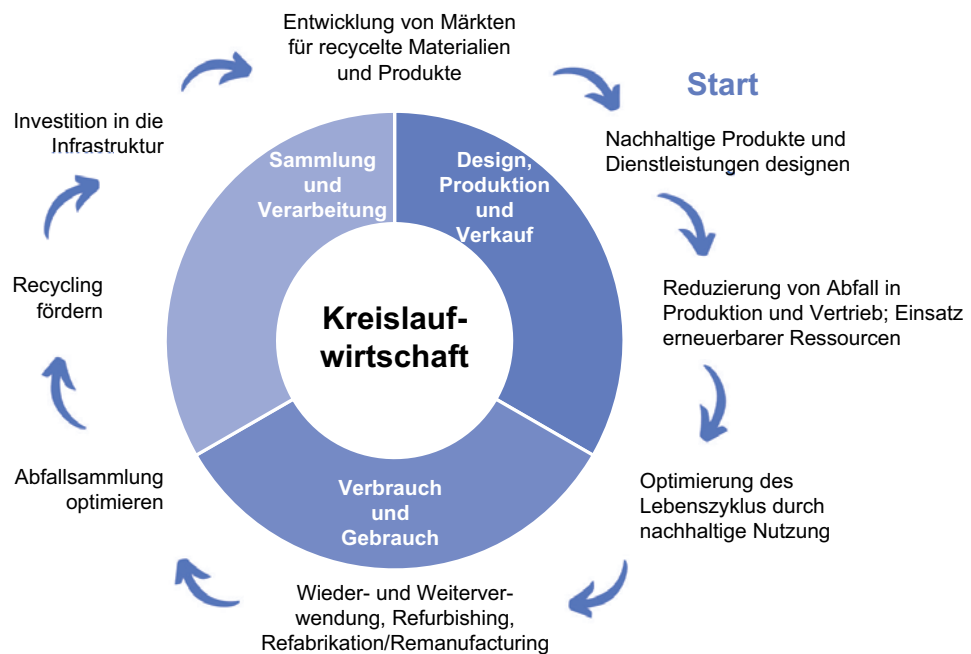 Entwicklung von Märkten
für recycelte Materialien
und Produkte
Start
Nachhaltige Produkte und
Dienstleistungen designen
Reduzierung von Abfall in
Produktion und Vertrieb; Einsatz
erneuerbarer Ressourcen
Optimierung des
Lebenszyklus durch
nachhaltige Nutzung
Wieder- und Weiterver-
wendung, Refurbishing,
Refabrikation/Remanufacturing
Abfallsammlung
optimieren
Recycling
fördern
Investition in die
Infrastruktur
Sammlung
und
Verarbeitung
Design,
Produktion
und
Verkauf
Verbrauch
und
Gebrauch
Kreislauf-
wirtschaft